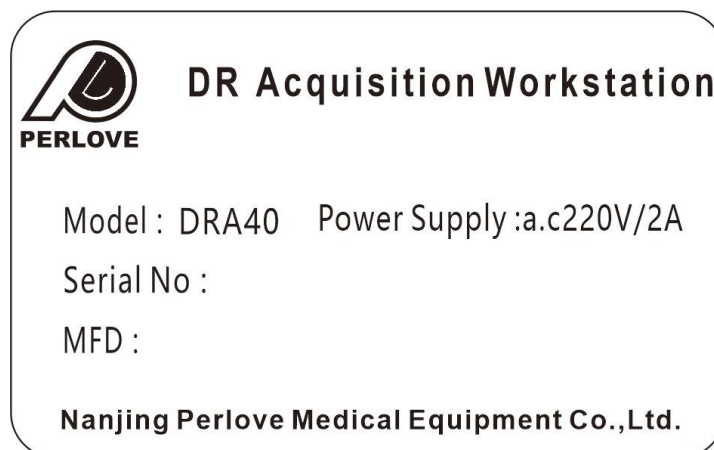 DR Acquisition Workstation
PERLOVE
Model : DRA40 Power Supply :a.c220V/2A
Serial No :
MFD :
Nanjing Perlove Medical Equipment Co.,Ltd.